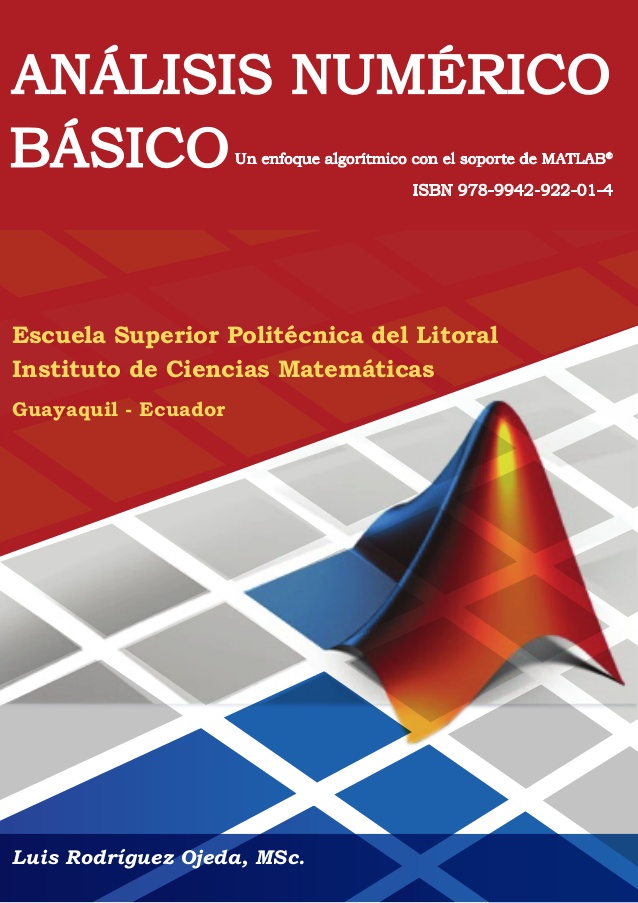 ANÁLISIS NUMÉRICO
BÁSICO Un enfoque algorítmico con el soporte de MATLAB®
ISBN 978-9942-922-01-4
Escuela Superior Politécnica del Litoral
Instituto de Ciencias Matemáticas
Guayaquil - Ecuador
Luis Rodríguez Ojeda, MSc.